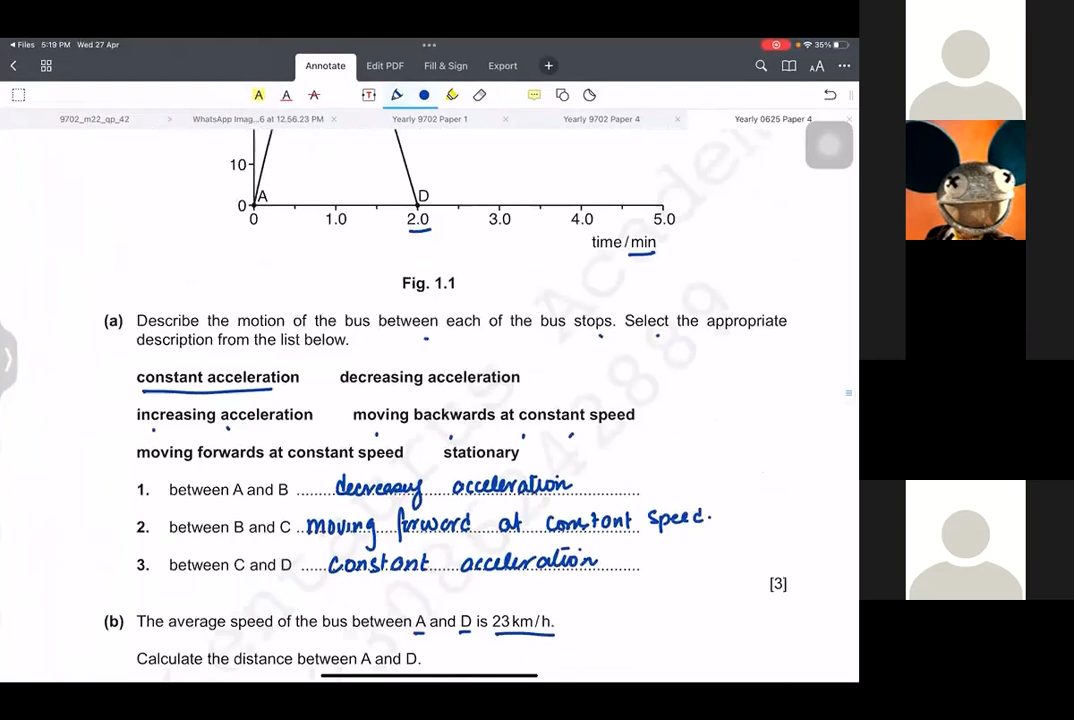 Files 5:19 PM Wed 27 Apr
35%
Annotate Edit PDF Fill & Sign Export
AA
A A A T
9702_m22_qp_42 WhatsApp Imag...6 at 12.56.23 PM Yearly 9702 Paper 1 Yearly 9702 Paper 4 Yearly 0625 Paper 4
10
A D
0
0 1.0 2.0 3.0 4.0 5.0
time/min
Fig. 1.1
(a) Describe the motion of the bus between each of the bus stops. Select the appropriate
description from the list below.
constant acceleration decreasing acceleration
increasing acceleration moving backwards at constant speed
moving forwards at constant speed stationary
1. between A and B decreasing acceleration
2. between B and C moving forward at constant speed.
3. between C and D constant acceleration
[3]
(b) The average speed of the bus between A and D is 23 km/h.
Calculate the distance between A and D.